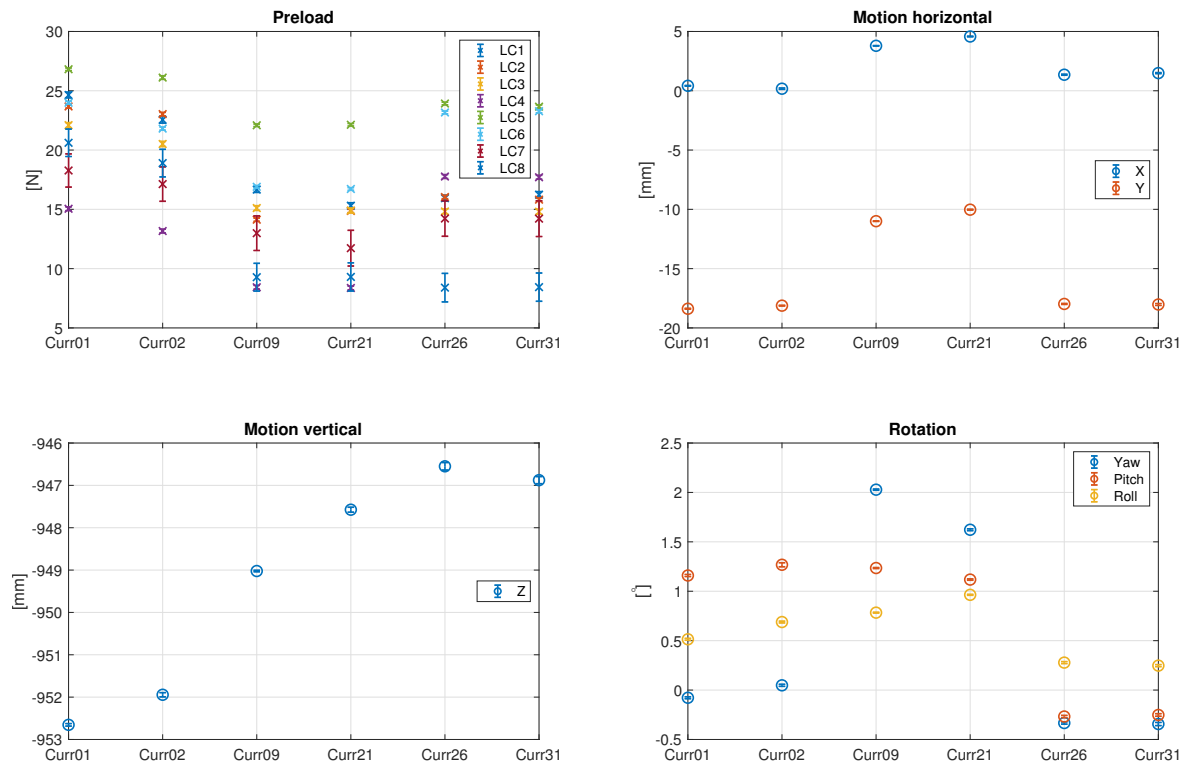 Preload
[N]
30
25
20
15
10
5
Curr01 Curr02 Curr09 Curr21 Curr26 Curr31
LC1
LC2
LC3
LC4
LC5
LC6
LC7
LC8
Motion horizontal
[mm]
5
0
-5
-10
-15
-20
Curr01 Curr02 Curr09 Curr21 Curr26 Curr31
X
Y
Motion vertical
[mm]
-946
-947
-948
-949
-950
-951
-952
-953
Curr01 Curr02 Curr09 Curr21 Curr26 Curr31
Z
Rotation
[°]
2.5
2
1.5
1
0.5
0
-0.5
Curr01 Curr02 Curr09 Curr21 Curr26 Curr31
Yaw
Pitch
Roll